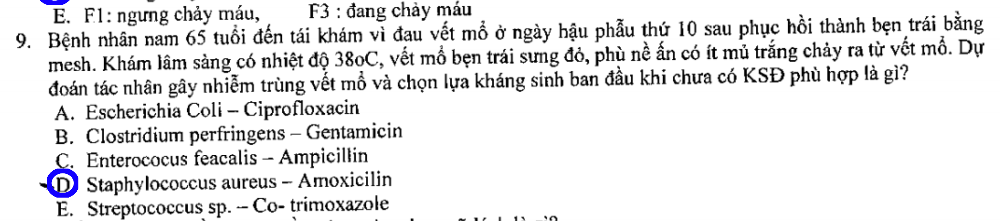 E. F1: ngưng chảy máu, F3 : đang chảy máu
9. Bệnh nhân nam 65 tuổi đến tái khám vì đau vết mổ ở ngày hậu phẫu thứ 10 sau phục hồi thành bẹn trái bằng
mesh. Khám lâm sàng có nhiệt độ 38oC, vết mổ bẹn trái sưng đỏ, phù nề ấn có ít mủ trắng chảy ra từ vết mổ. Dự
đoán tác nhân gây nhiễm trùng vết mổ và chọn lựa kháng sinh ban đầu khi chưa có KSĐ phù hợp là gì?
A. Escherichia Coli – Ciprofloxacin
B. Clostridium perfringens – Gentamicin
C. Enterococus feacalis – Ampicillin
D Staphylococcus aureus – Amoxicilin
E. Streptococcus sp. – Co- trimoxazole